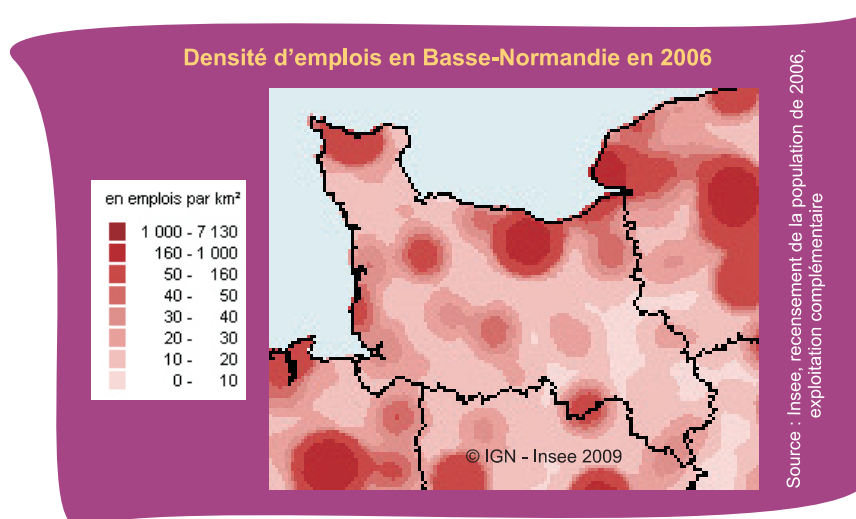 Densité d'emplois en Basse-Normandie en 2006
en emplois par km²
1 000 - 7 130
160 - 1 000
50 - 160
40 - 50
30 - 40
20 - 30
10 - 20
0 - 10
© IGN - Insee 2009
Source : Insee, recensement de la population de 2006,
exploitation complémentaire